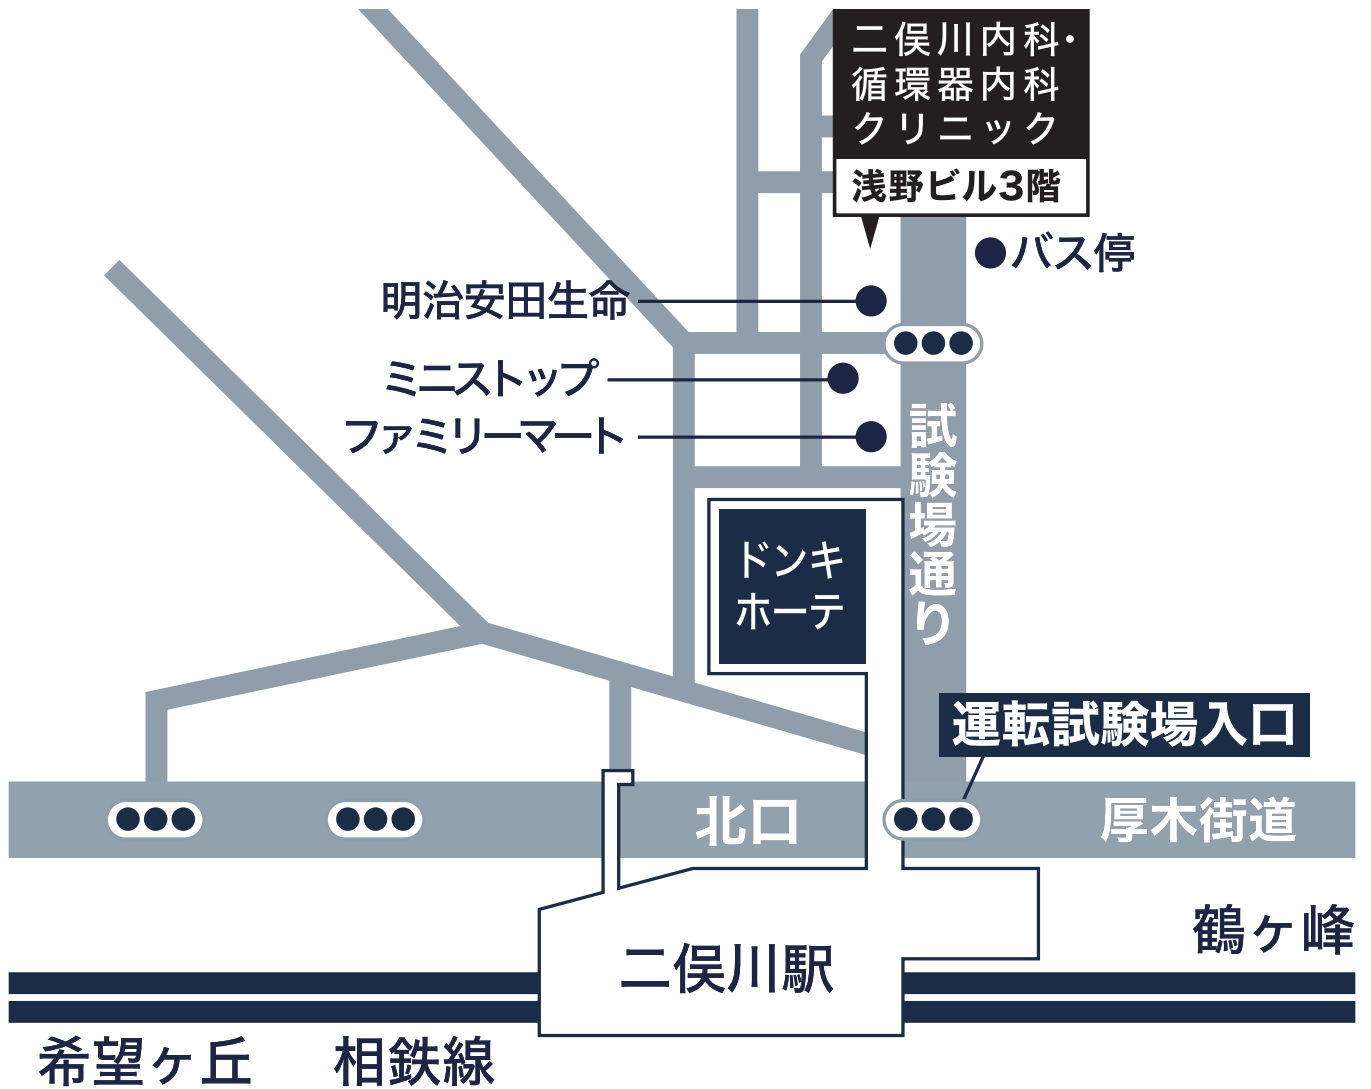 二俣川内科・
循環器内科
クリニック
浅野ビル3階
バス停
明治安田生命
ミニストップ
ファミリーマート
試験場通り
ドンキ
ホーテ
運転試験場入口
北口
厚木街道
鶴ヶ峰
二俣川駅
希望ヶ丘
相鉄線